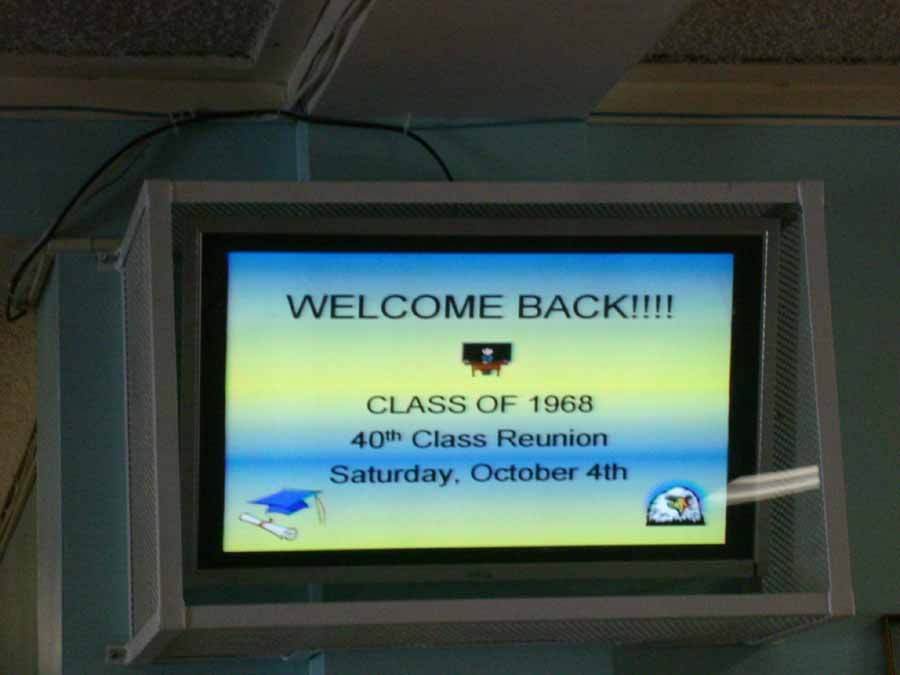 WELCOME BACK!!!!
CLASS OF 1968
40th Class Reunion
Saturday, October 4th